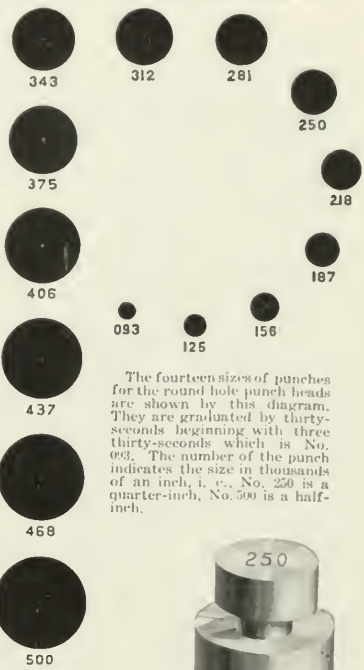 343 312 281
250
375
218
187
406
093 125 156
437
The fourteen sizes of punches
for the round hole punch heads
are shown by this diagram.
They are graduated by thirty-
seconds beginning with three
thirty-seconds which is No.
093. The number of the punch
indicates the size in thousands
of an inch, i. e., No. 250 is a
quarter-inch, No. 500 is a half-
inch.
468
250
500